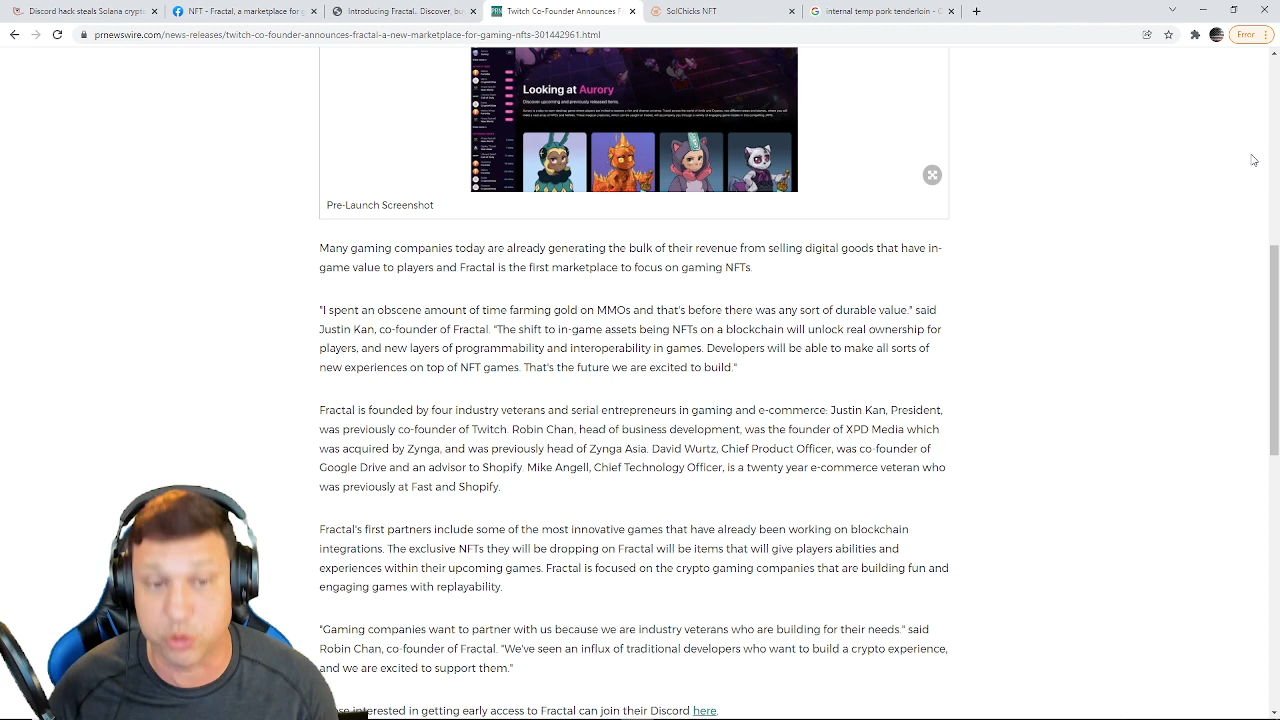 Discord hack steals Solana crypto
NFT - Fractal a marketplace for g
Introducing Fractal: Discover, bu
Twitch Co-Founder Announces F
SolChicks NFT
intercontinental pew network - G
.com/news-releases/twitch-co-founder-announces-fractal-a-new-marketplace-for-gaming-nfts-301442961.html
Error
Looking at Aurory
Discover upcoming and previously released items.
Pre-Launch Screenshot
Many gaming companies today are already generating the bulk of their revenue from selling digital goods that have in-
game value to players and Fractal is the first marketplace to focus on gaming NFTs.
"I spent an obscene amount of time farming gold on MMOs and that's before there was any sort of durable value." said
Justin Kan, co-founder of Fractal. "The shift to in-game assets being NFTs on a blockchain will unlock real ownership for
players and new layers of programmability and interoperability in games. Developers will be able to make all sorts of
new experiences on top of NFT games. That's the future we are excited to build."
Fractal is founded by four industry veterans and serial entrepreneurs in gaming and e-commerce. Justin Kan, President,
was previously co-founder of Twitch. Robin Chan, head of business development, was the founder of XPD Media which
was acquired by Zynga, and was previously head of Zynga Asia. David Wurtz, Chief Product Officer, was co-founder of
Google Drive and an advisor to Shopify. Mike Angell, Chief Technology Officer, is a twenty year e-commerce veteran who
was previously at Fast and Shopify.
Fractal's first partners include some of the most innovative games that have already been working on blockchain
integrations. The exclusive NFTs they will be dropping on Fractal will be items that will give players abilities and
experiences within their upcoming games. Fractal is focused on the crypto gaming companies that are building fun and
engaging games with replayability.
"Gaming companies want to partner with us because we are industry veterans who are building for their needs " said
Robin Chan, co-founder of Fractal. "We've seen an influx of traditional developers who want to build a crypto experience,
and we are excited to support them."
interested in getting early access to Fractal can join their Discord here.